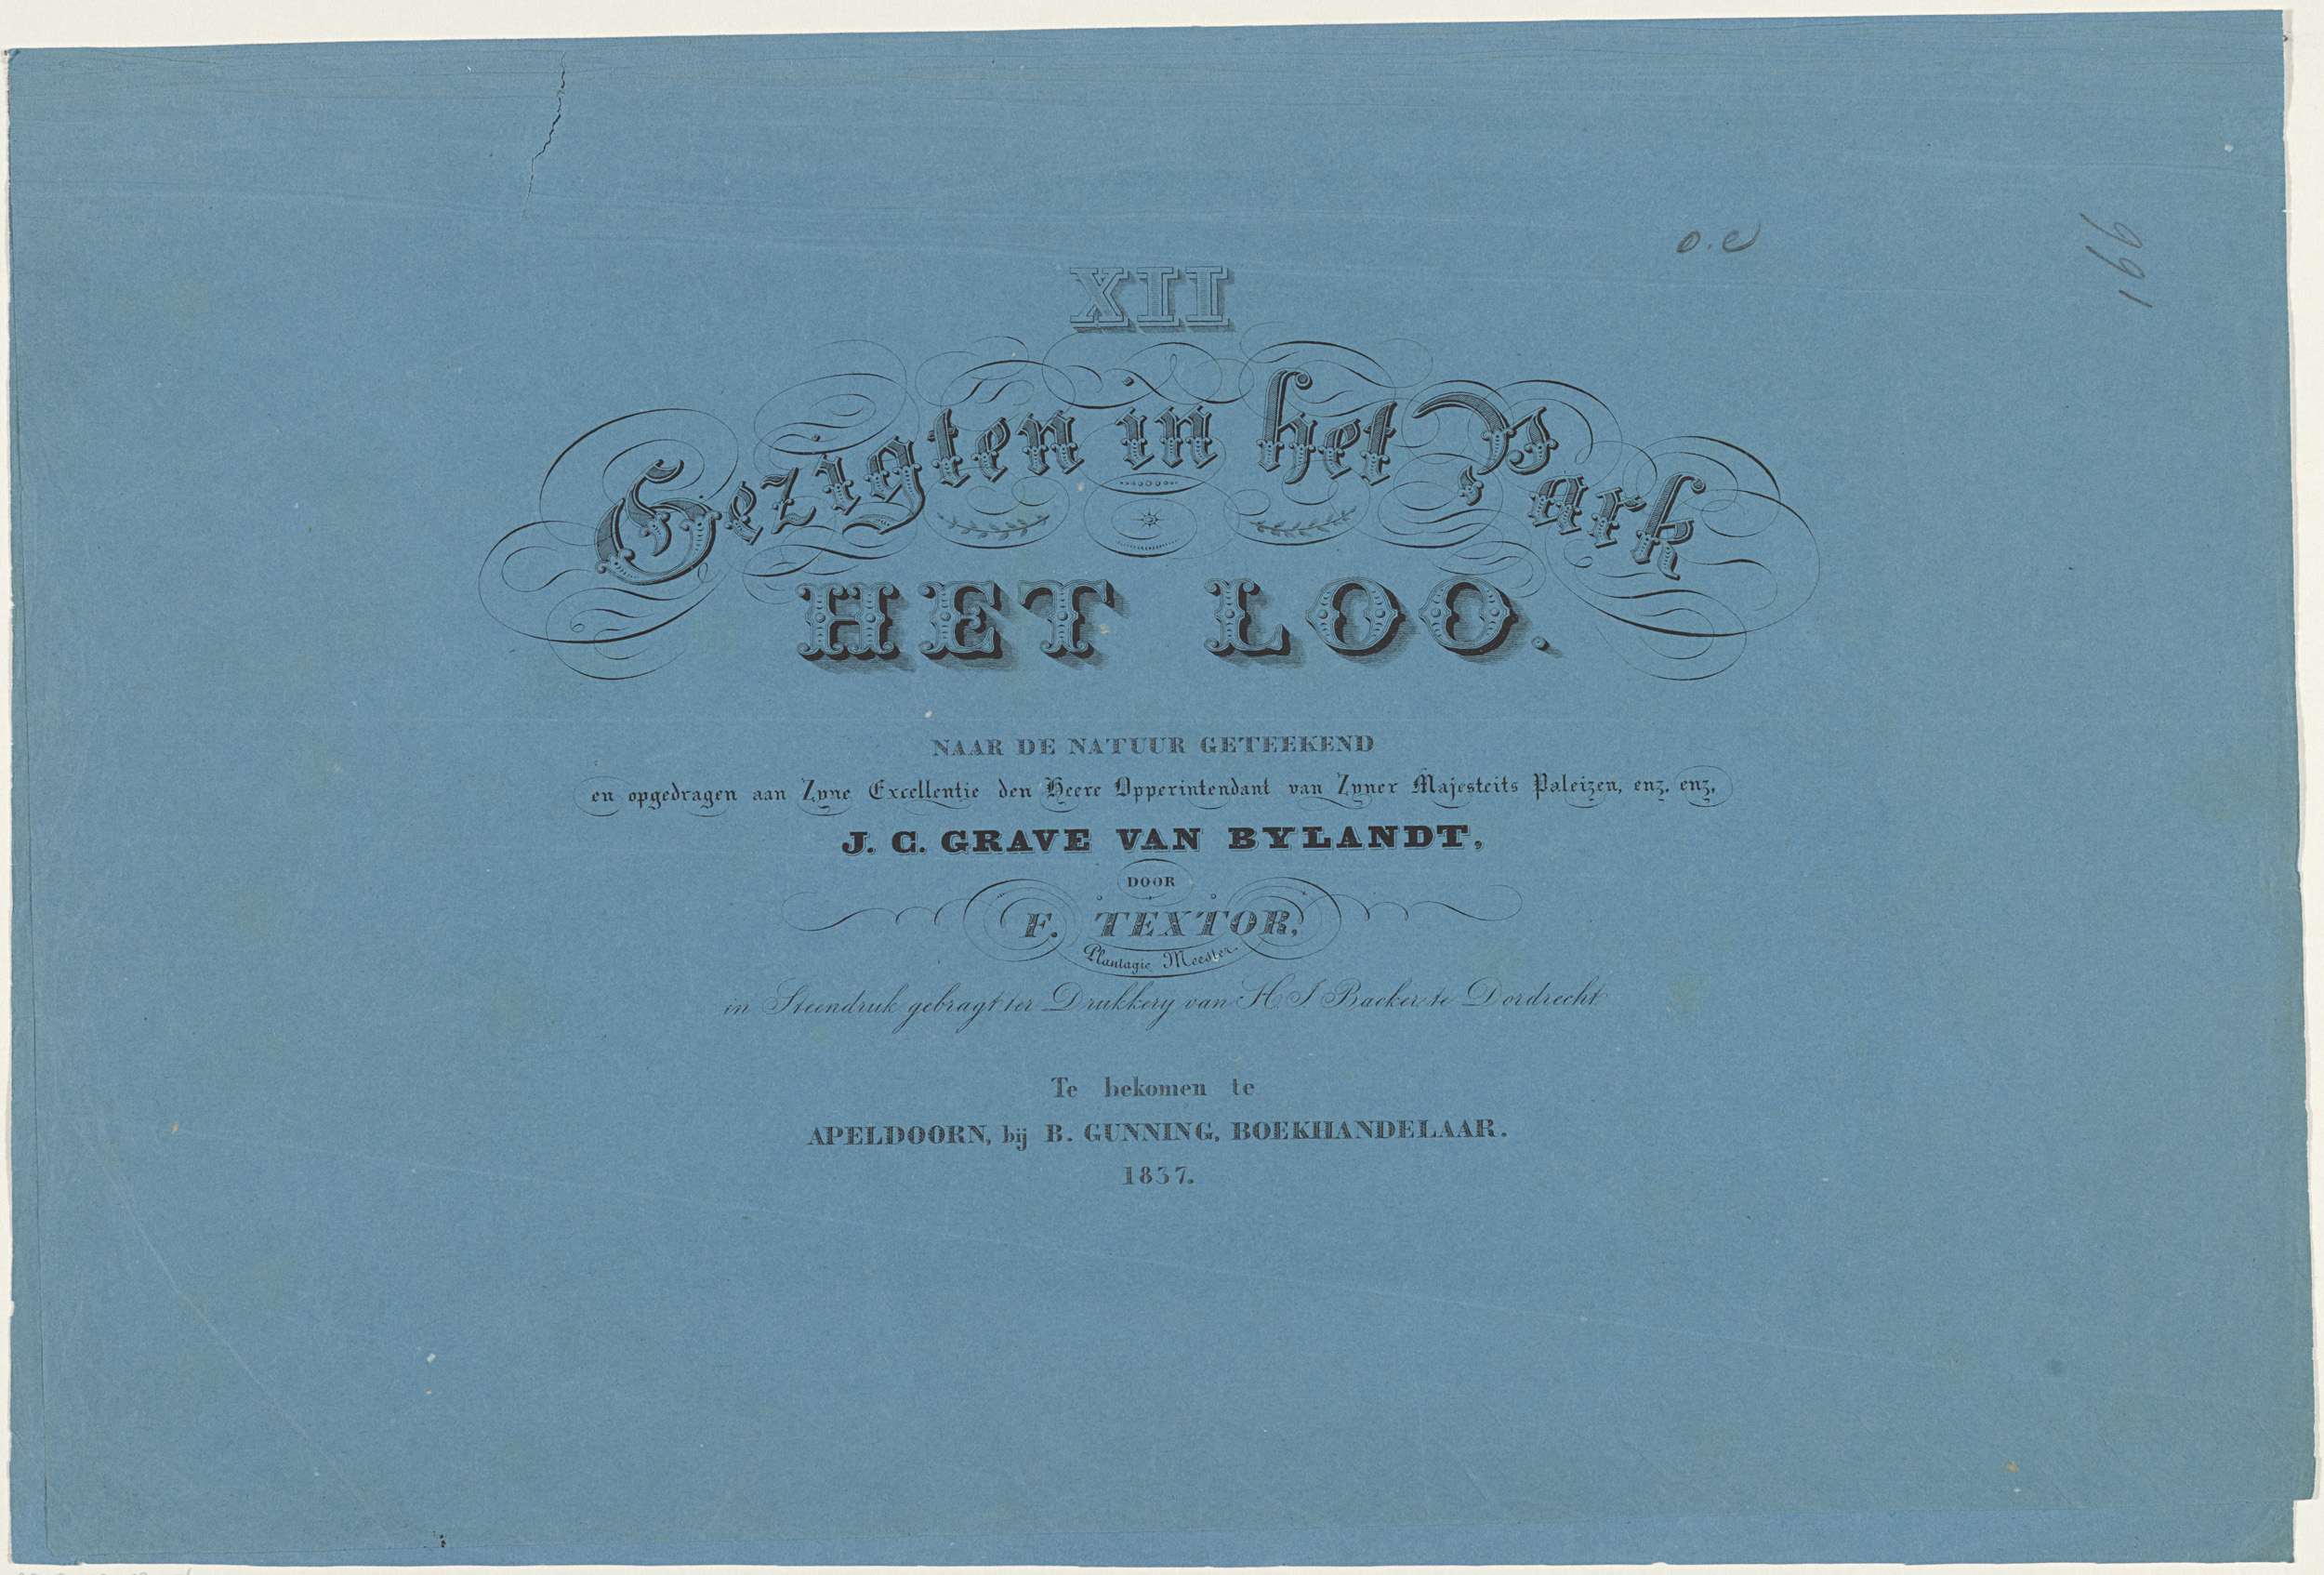 o.e
991
XII
Gezigten in het Park
HET LOO.
NAAR DE NATUUR GETEEKEND
en opgedragen aan Zyne Excellentie den Heere Opperintendant van Zyner Majesteits Paleizen, enz. enz.
J. C. GRAVE VAN BYLANDT,
DOOR
F. TEXTOR,
Plantagie Meester
in Steendruk gebragt ter Drukkery van H. J. Backer te Dordrecht
Te bekomen te
APELDOORN, bij B. GUNNING, BOEKHANDELAAR.
1837.